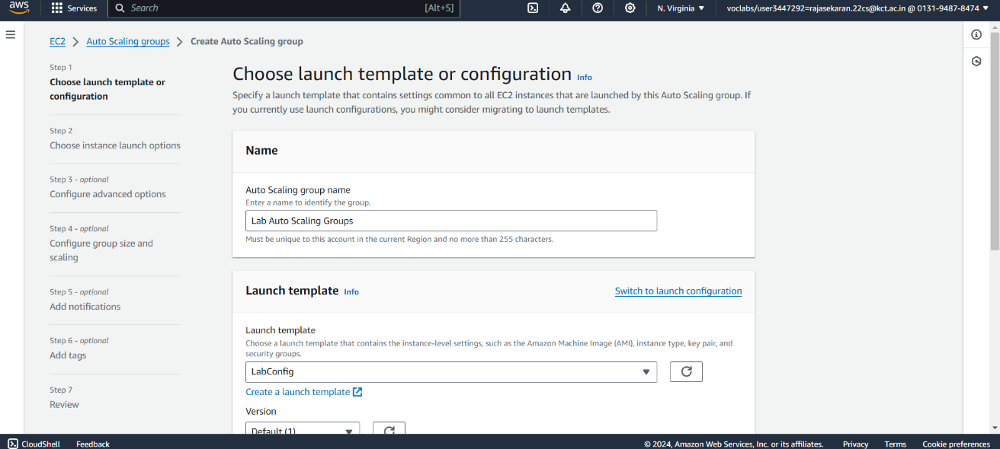 aws
Services
Search
[Alt+S]
N. Virginia
voclabs/user3447292=rajasekaran.22cs@kct.ac.in @ 0131-9487-8474
EC2
Auto Scaling groups
Create Auto Scaling group
Step 1
Choose launch template or
configuration
Step 2
Choose instance launch options
Step 3 - optional
Configure advanced options
Step 4 - optional
Configure group size and
scaling
Step 5 - optional
Add notifications
Step 6 - optional
Add tags
Step 7
Review
Choose launch template or configuration Info
Specify a launch template that contains settings common to all EC2 instances that are launched by this Auto Scaling group. If
you currently use launch configurations, you might consider migrating to launch templates.
Name
Auto Scaling group name
Enter a name to identify the group.
Lab Auto Scaling Groups
Must be unique to this account in the current Region and no more than 255 characters.
Launch template Info
Switch to launch configuration
Launch template
Choose a launch template that contains the instance-level settings, such as the Amazon Machine Image (AMI), instance type, key pair, and
security groups.
LabConfig
Create a launch template
Version
Default (1)
CloudShell
Feedback
© 2024, Amazon Web Services, Inc. or its affiliates.
Privacy
Terms
Cookie preferences